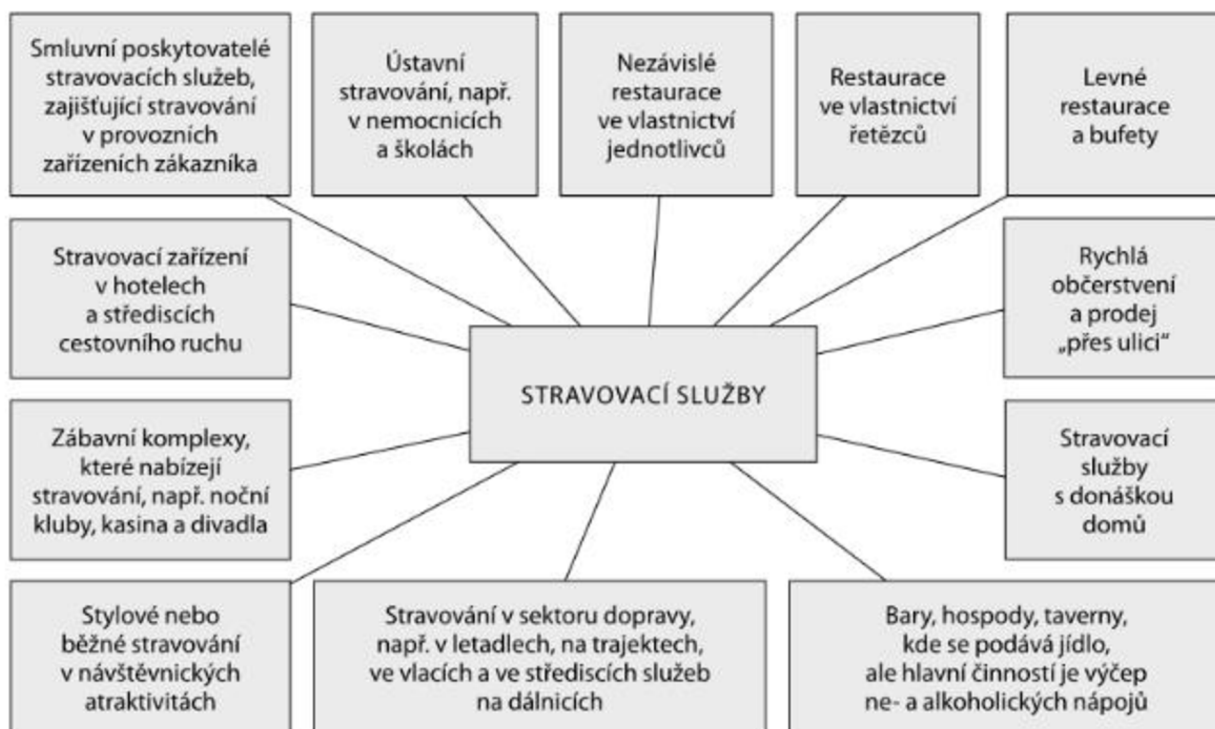 Smluvní poskytovatelé
stravovacích služeb,
zajišťující stravování
v provozních
zařízeních zákazníka
Ústavní
stravování, např.
v nemocnicích
a školách
Nezávislé
restaurace
ve vlastnictví
jednotlivců
Restaurace
ve vlastnictví
řetězců
Levné
restaurace
a bufety
Stravovací zařízení
v hotelech
a střediscích
cestovního ruchu
Rychlá
občerstvení
a prodej
„přes ulici“
STRAVOVACÍ SLUŽBY
Zábavní komplexy,
které nabízejí
stravování, např. noční
kluby, kasina a divadla
Stravovací
služby
s donáškou
domů
Stylové nebo
běžné stravování
v návštěvnických
atraktivitách
Stravování v sektoru dopravy,
např. v letadlech, na trajektech,
ve vlacích a ve střediscích služeb
na dálnicích
Bary, hospody, taverny,
kde se podává jídlo,
ale hlavní činností je výčep
ne- a alkoholických nápojů